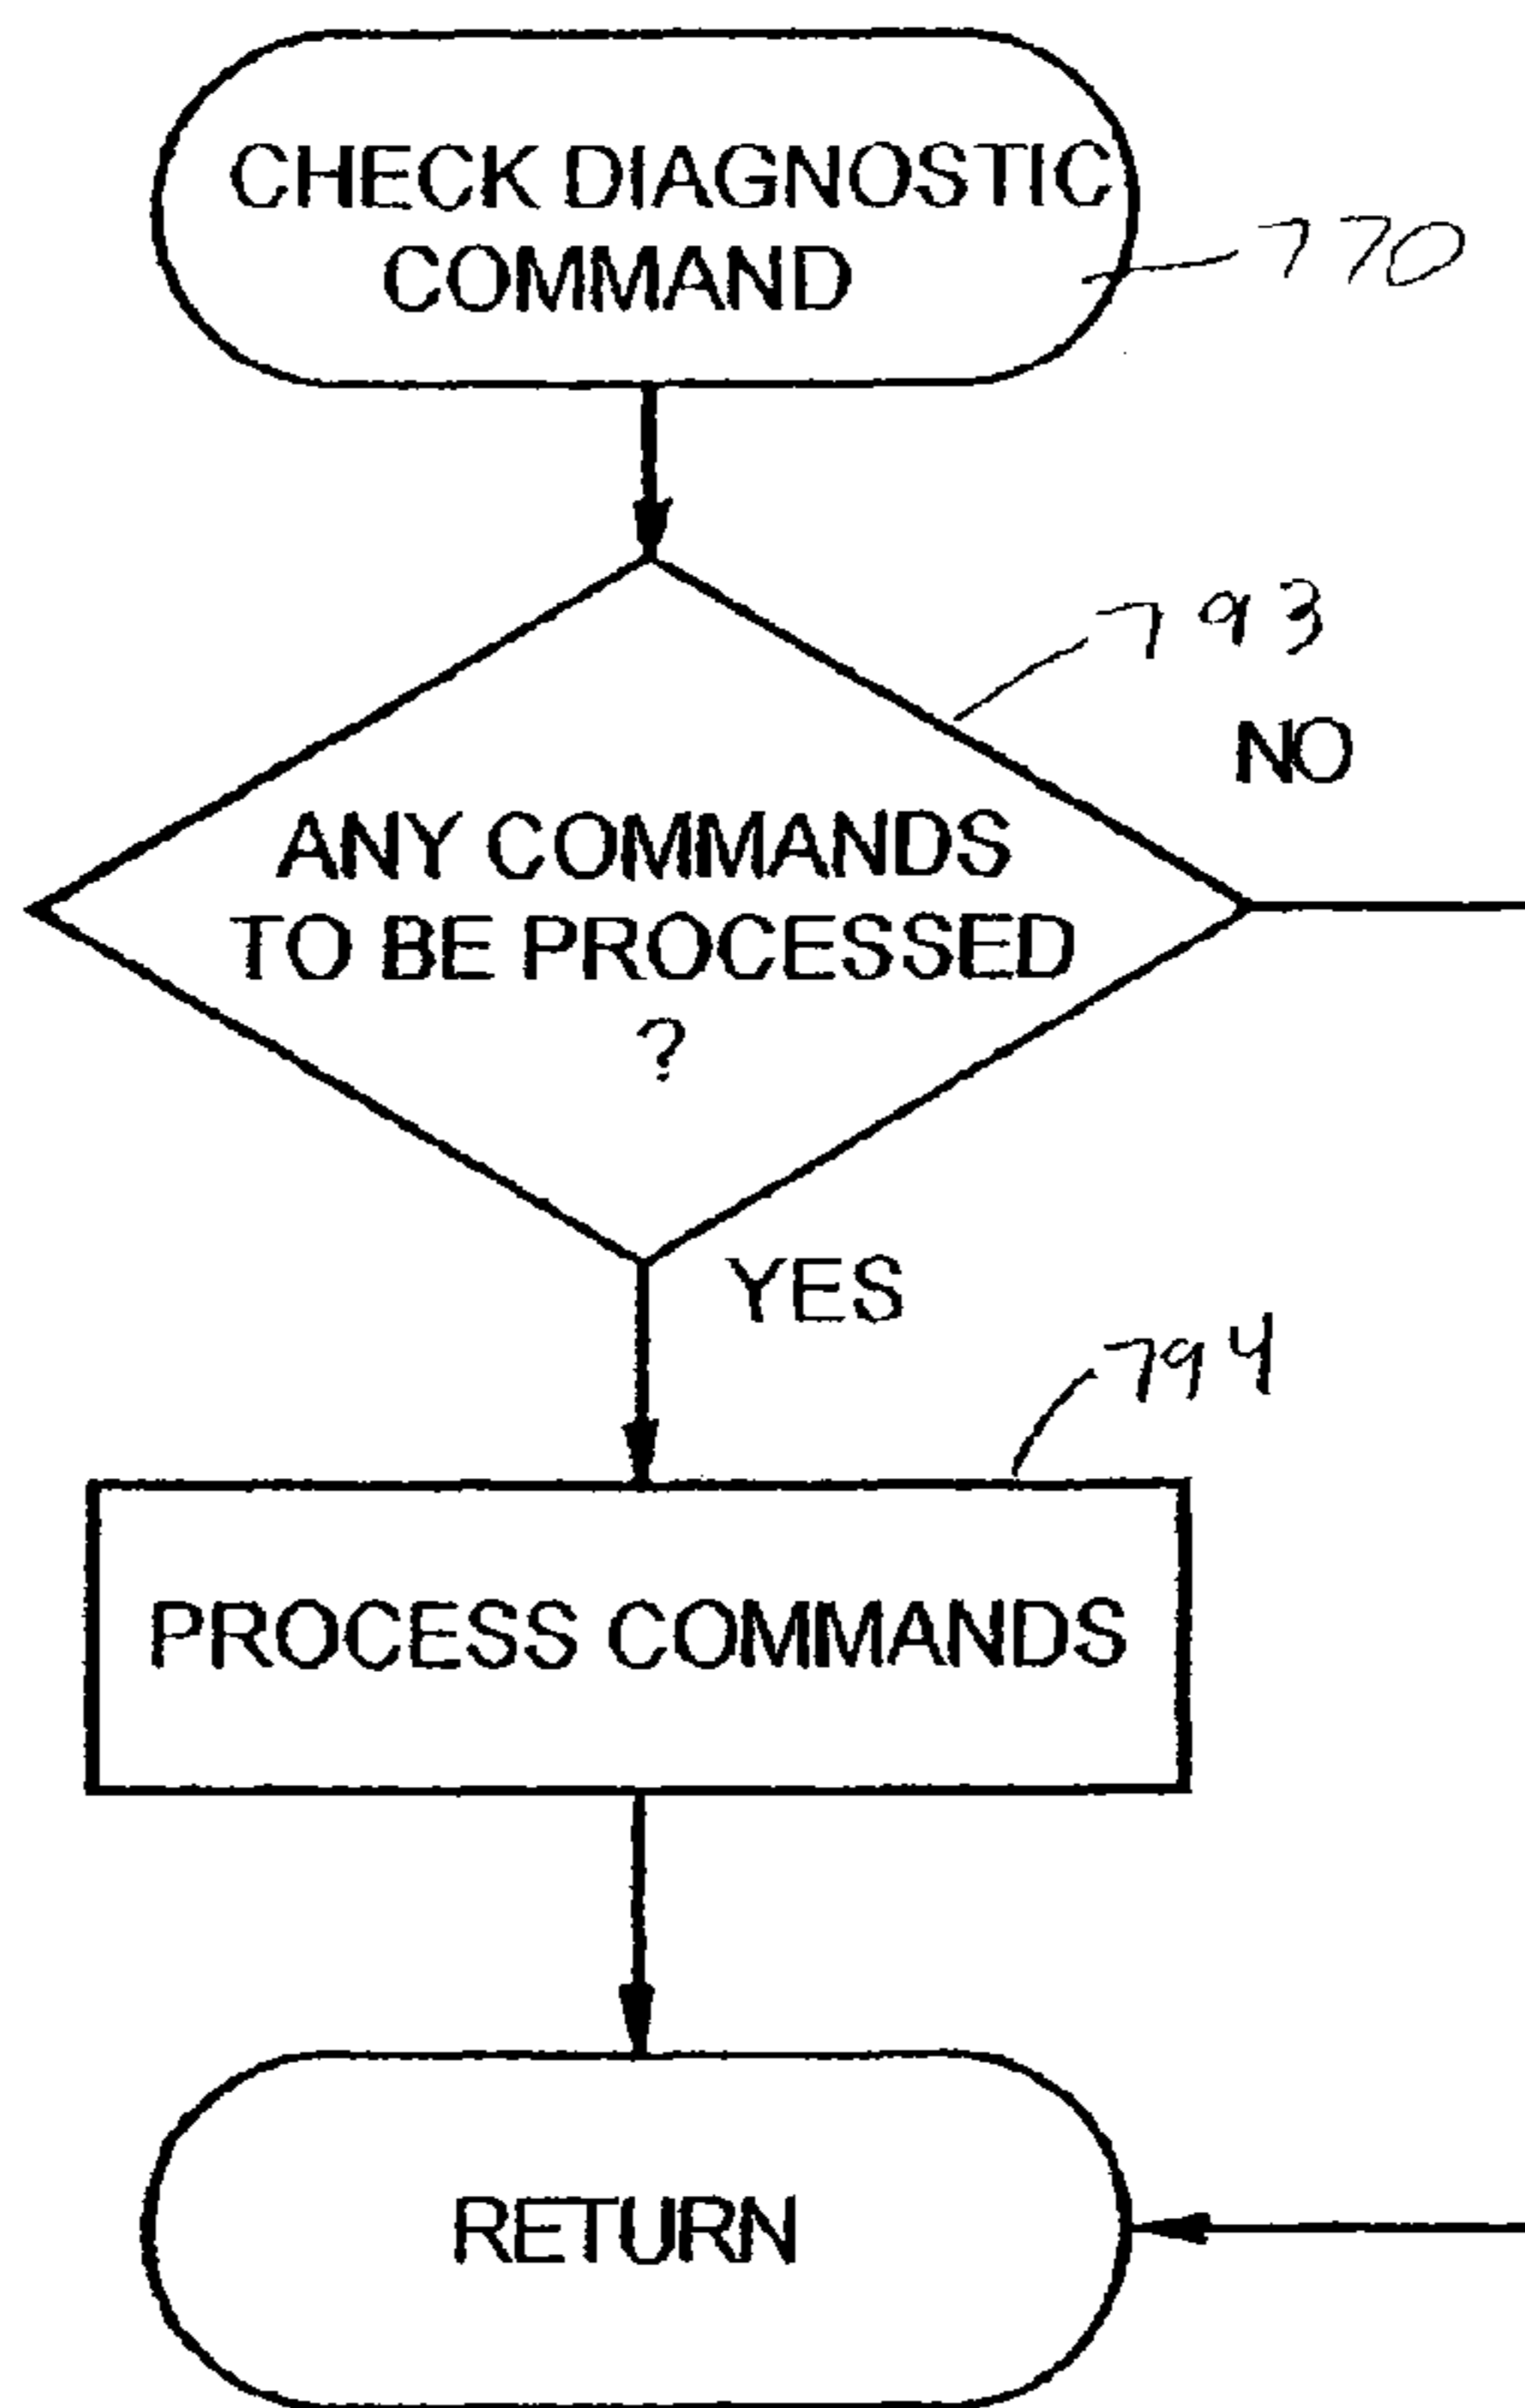 CHECK DIAGNOSTIC
COMMAND
770
793
NO
ANY COMMANDS
TO BE PROCESSED
?
YES
794
PROCESS COMMANDS
RETURN